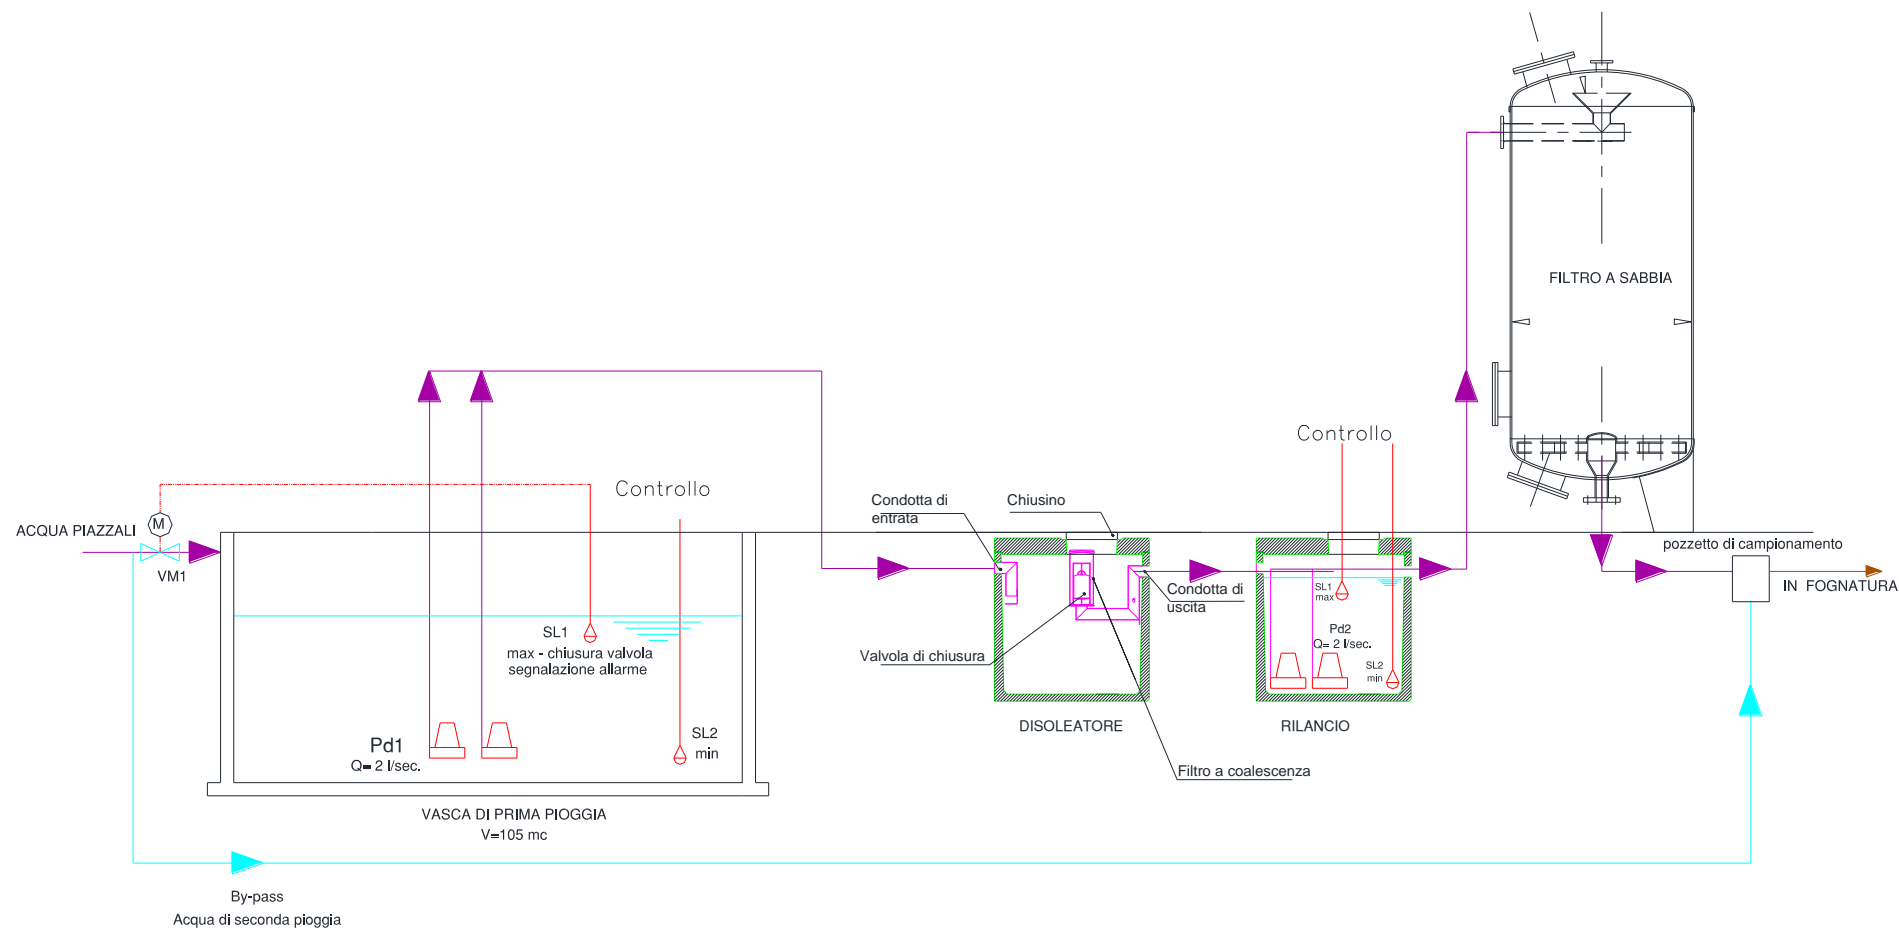 FILTRO A SABBIA
Controllo
Controllo
Condotta di
entrata
Chiusino
ACQUA PIAZZALI
M
VM1
pozzetto di campionamento
IN FOGNATURA
SL1
max
Condotta di
uscita
SL1
max - chiusura valvola
segnalazione allarme
Pd2
Q= 2 l/sec.
Valvola di chiusura
SL2
min
DISOLEATORE
RILANCIO
SL2
min
Pd1
Q= 2 l/sec.
Filtro a coalescenza
VASCA DI PRIMA PIOGGIA
V=105 mc
By-pass
Acqua di seconda pioggia